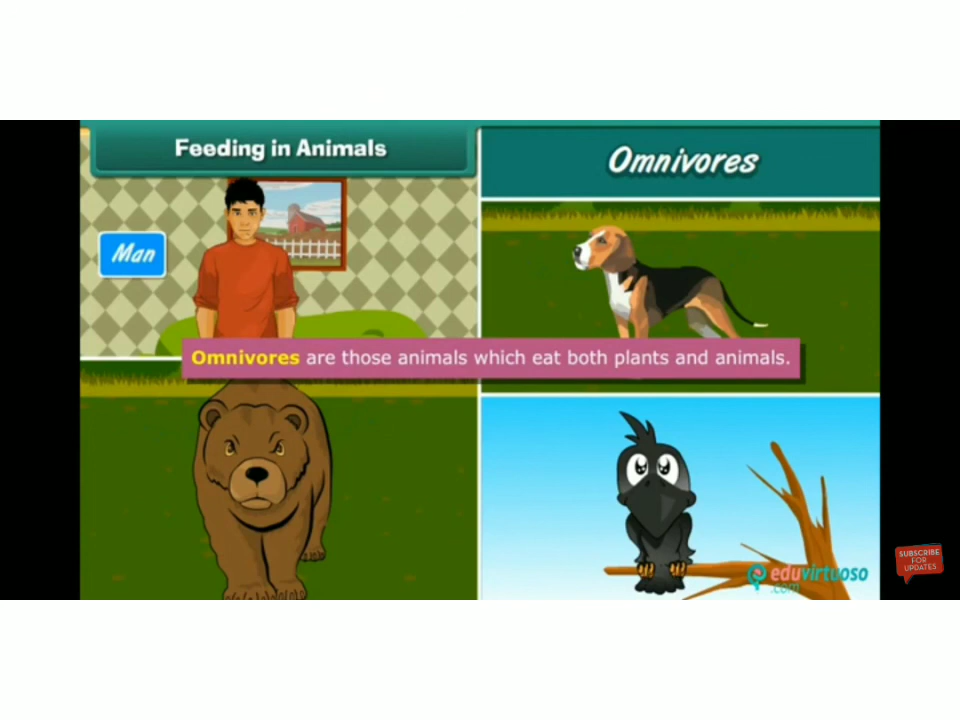 Feeding in Animals
Omnivores
Man
Omnivores are those animals which eat both plants and animals.
SUBSCRIBE
FOR
UPDATES
eduvirtuoso
.com